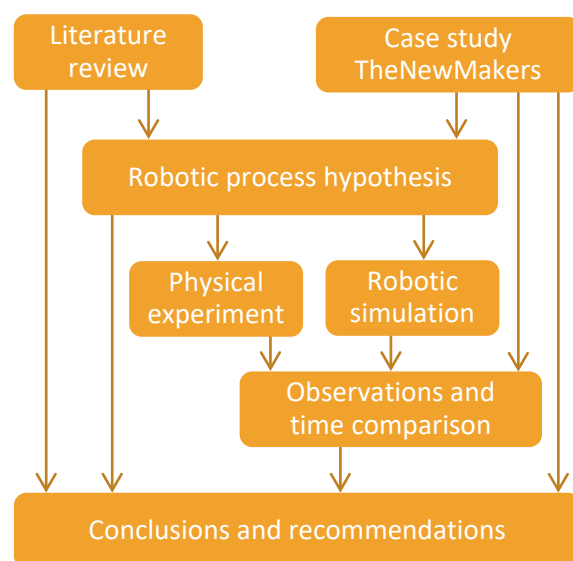 Literature
review
Case study
TheNewMakers
Robotic process hypothesis
Physical
experiment
Robotic
simulation
Observations and
time comparison
Conclusions and recommendations